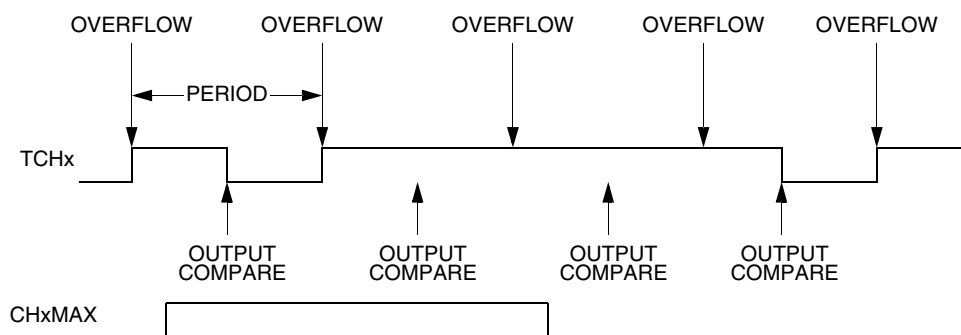 OVERFLOW OVERFLOW OVERFLOW OVERFLOW OVERFLOW
PERIOD
TCHx
OUTPUT COMPARE
OUTPUT COMPARE
OUTPUT COMPARE
OUTPUT COMPARE
CHxMAX